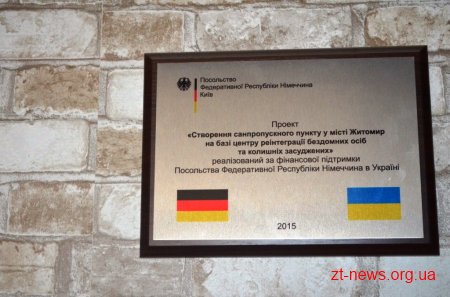 Посольство
Федеративної Республіки Німеччина
Київ
Проект
«Створення санпропускного пункту у місті Житомир
на базі центру реінтеграції бездомних осіб
та колишніх засуджених»
реалізований за фінансової підтримки
Посольства Федеративної Республіки Німеччина в Україні
2015
zt-news.org.ua